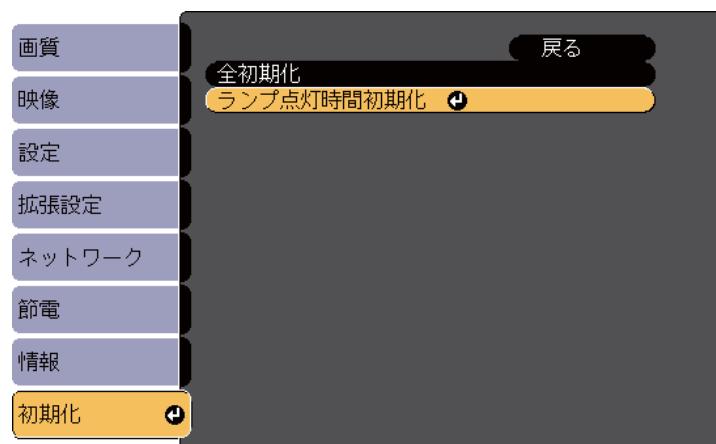 画質
映像
設定
拡張設定
ネットワーク
節電
情報
初期化
戻る
全初期化
ランプ点灯時間初期化